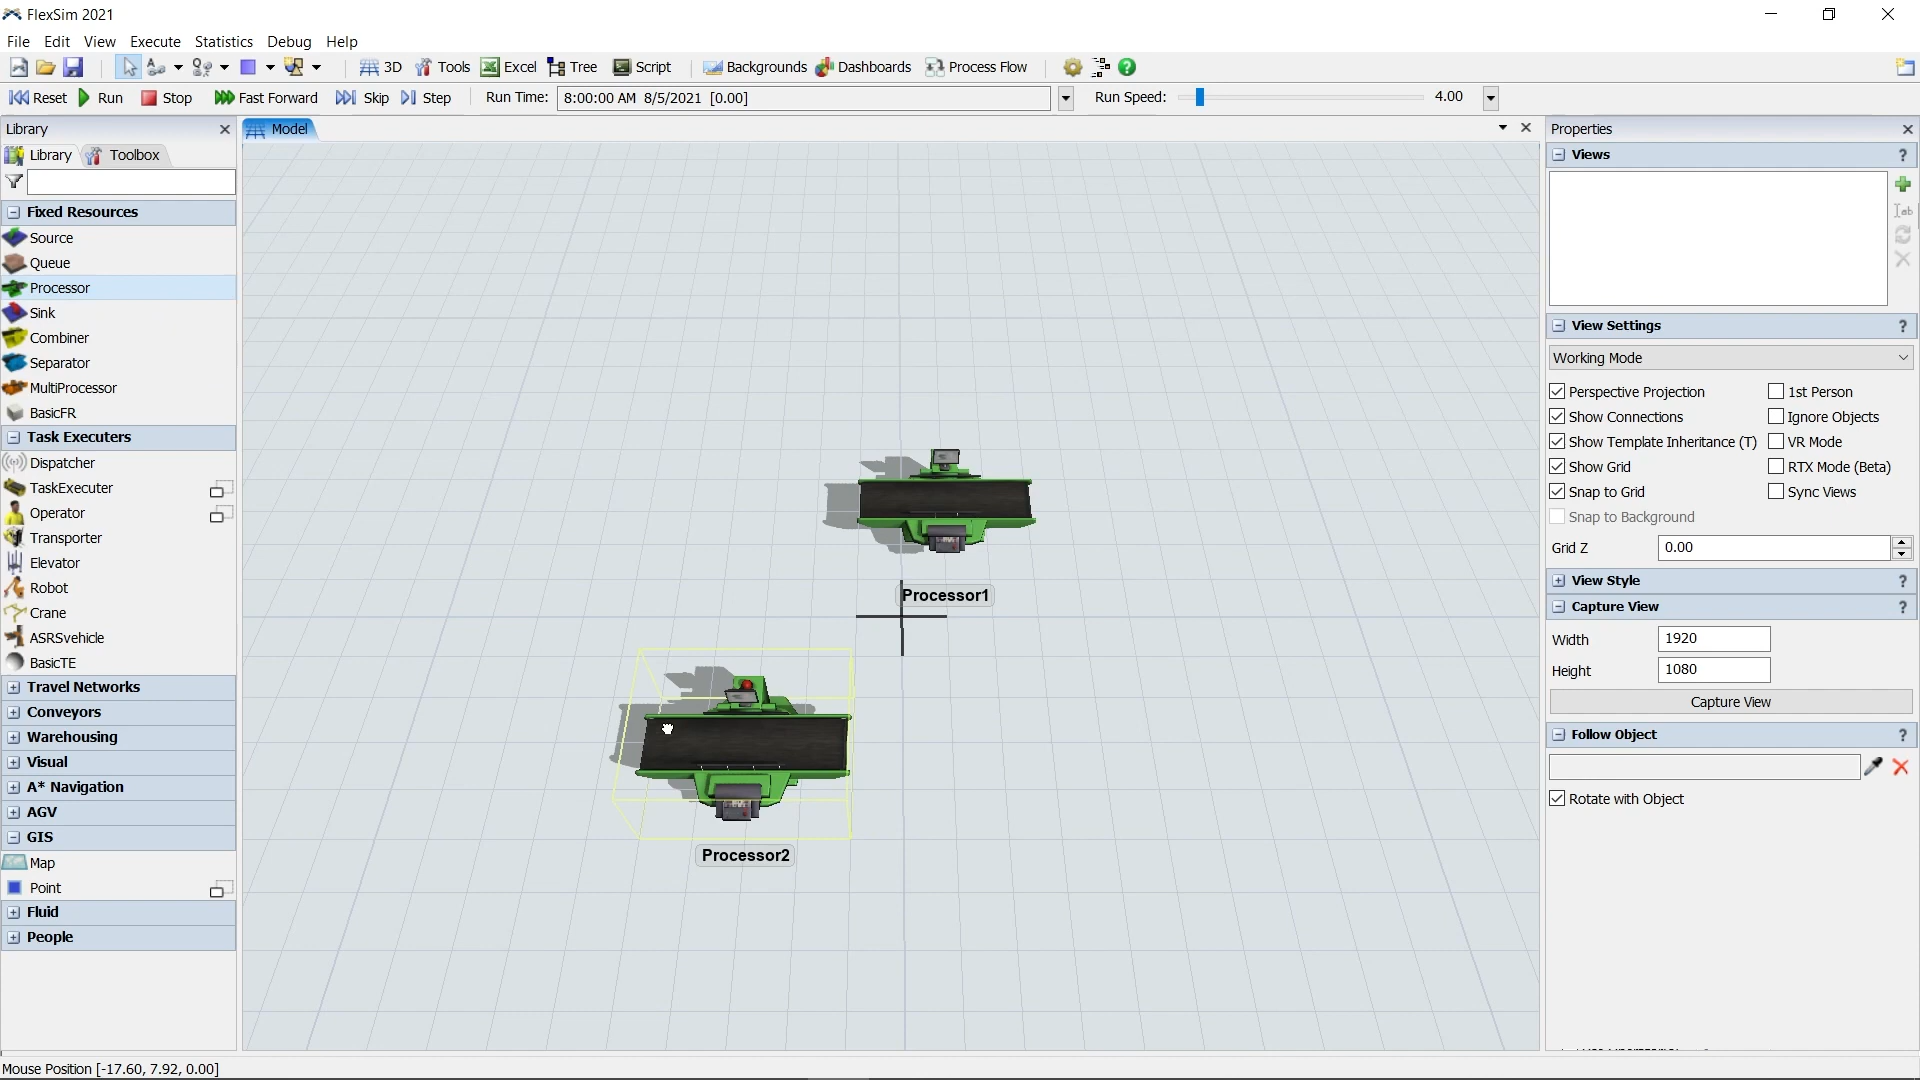 FlexSim 2021
File Edit View Execute Statistics Debug Help
3D Tools Excel Tree Script Backgrounds Dashboards Process Flow
Reset Run Stop Fast Forward Skip Step Run Time: 8:00:00 AM 8/5/2021 [0.00] Run Speed: 4.00
Library
Library Toolbox
Fixed Resources
Source
Queue
Processor
Sink
Combiner
Separator
MultiProcessor
BasicFR
Task Executers
Dispatcher
TaskExecuter
Operator
Transporter
Elevator
Robot
Crane
ASRSvehicle
BasicTE
Travel Networks
Conveyors
Warehousing
Visual
A* Navigation
AGV
GIS
Map
Point
Fluid
People
Model
Processor1
Processor2
Properties
Views
View Settings
Working Mode
Perspective Projection 1st Person
Show Connections Ignore Objects
Show Template Inheritance (T) VR Mode
Show Grid RTX Mode (Beta)
Snap to Grid Sync Views
Snap to Background
Grid Z 0.00
View Style
Capture View
Width 1920
Height 1080
Capture View
Follow Object
Rotate with Object
Mouse Position [-17.60, 7.92, 0.00]